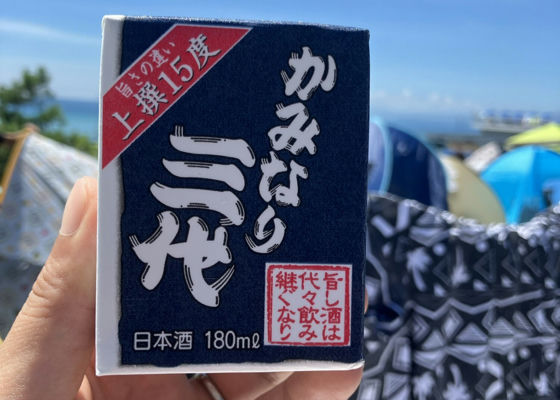 旨さの違い
上撰15度
かみなり
三代
旨し酒は
代々飲み
継くなり
日本酒 180mℓ